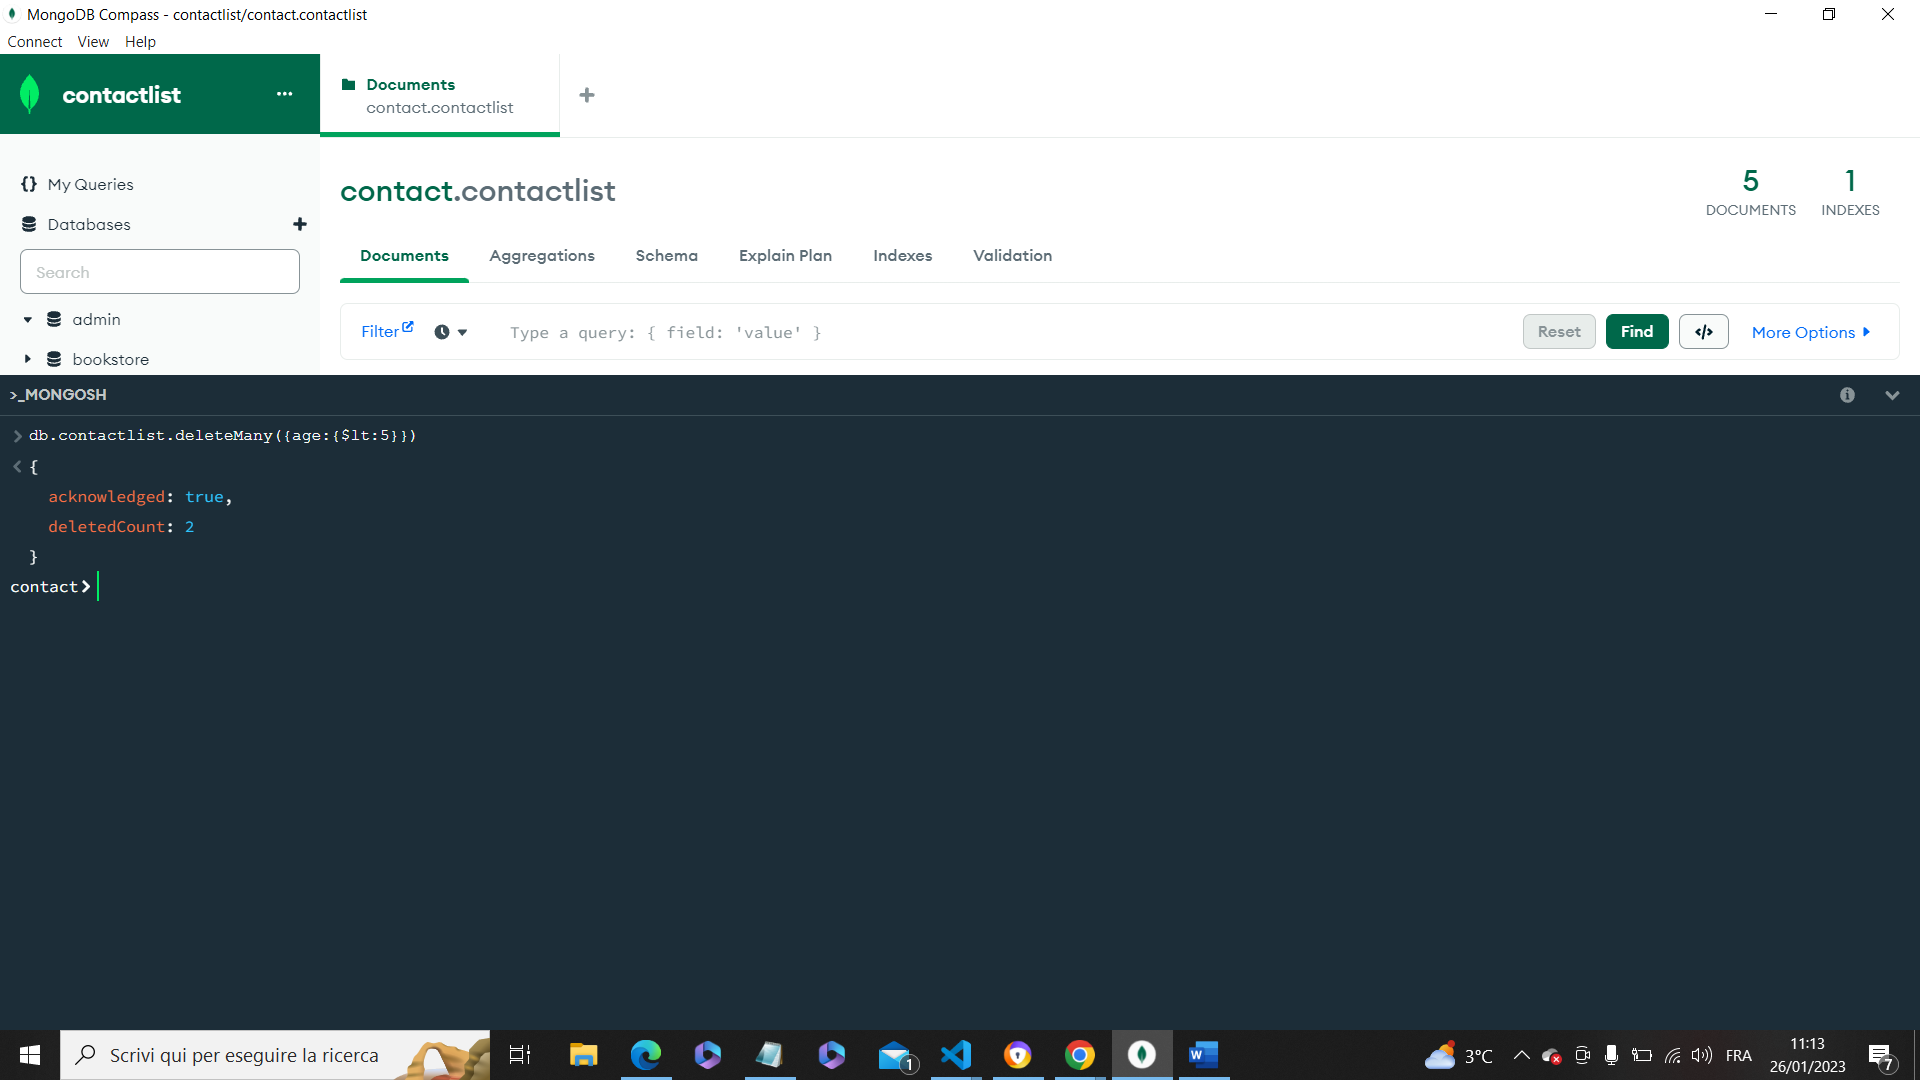 MongoDB Compass - contactlist/contact.contactlist
Connect View Help
contactlist ...
Documents
contact.contactlist
My Queries
Databases
Search
admin
bookstore
contact.contactlist
5
DOCUMENTS
1
INDEXES
Documents Aggregations Schema Explain Plan Indexes Validation
Filter Type a query: { field: 'value' } Reset Find </> More Options
>_MONGOSH
> db.contactlist.deleteMany({age:{$lt:5}})
< {
acknowledged: true,
deletedCount: 2
}
contact>
Scrivi qui per eseguire la ricerca
1
W
3°C
FRA
11:13
26/01/2023
7